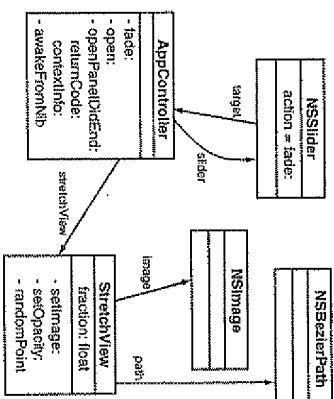 NSSlider
action = fade:
target
slider
AppController
- fade:
- open:
- openPanelDidEnd:
returnCode:
contextInfo:
- awakeFromNib
stretchView
NSBezierPath
NSImage
image
path
StretchView
fraction: float
- setImage:
- setOpacity:
- randomPoint